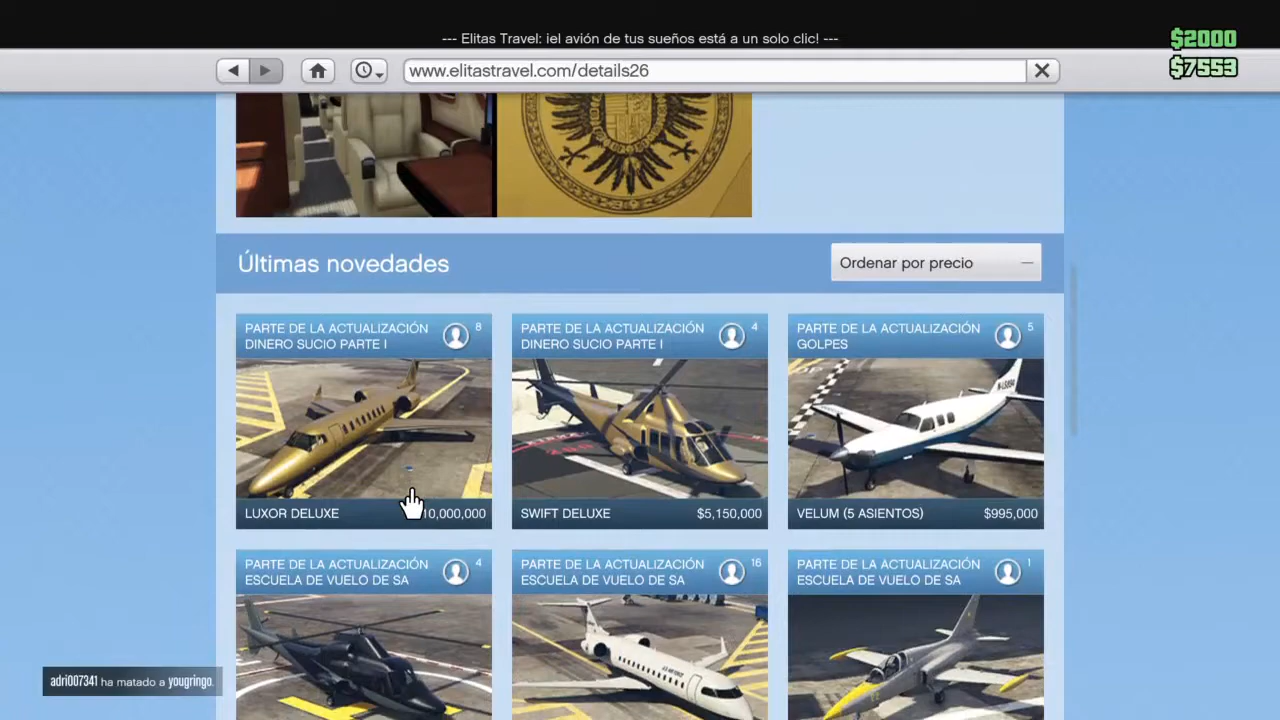 --- Elitas Travel: ¡el avión de tus sueños está a un solo clic! ---
$2000
$7553
www.elitastravel.com/details26
Últimas novedades
Ordenar por precio
PARTE DE LA ACTUALIZACIÓN
DINERO SUCIO PARTE I
8
PARTE DE LA ACTUALIZACIÓN
DINERO SUCIO PARTE I
4
PARTE DE LA ACTUALIZACIÓN
GOLPES
5
LUXOR DELUXE
10,000,000
SWIFT DELUXE
$5,150,000
VELUM (5 ASIENTOS)
$995,000
PARTE DE LA ACTUALIZACIÓN
ESCUELA DE VUELO DE SA
4
PARTE DE LA ACTUALIZACIÓN
ESCUELA DE VUELO DE SA
16
PARTE DE LA ACTUALIZACIÓN
ESCUELA DE VUELO DE SA
1
adri007341 ha matado a yougringo.